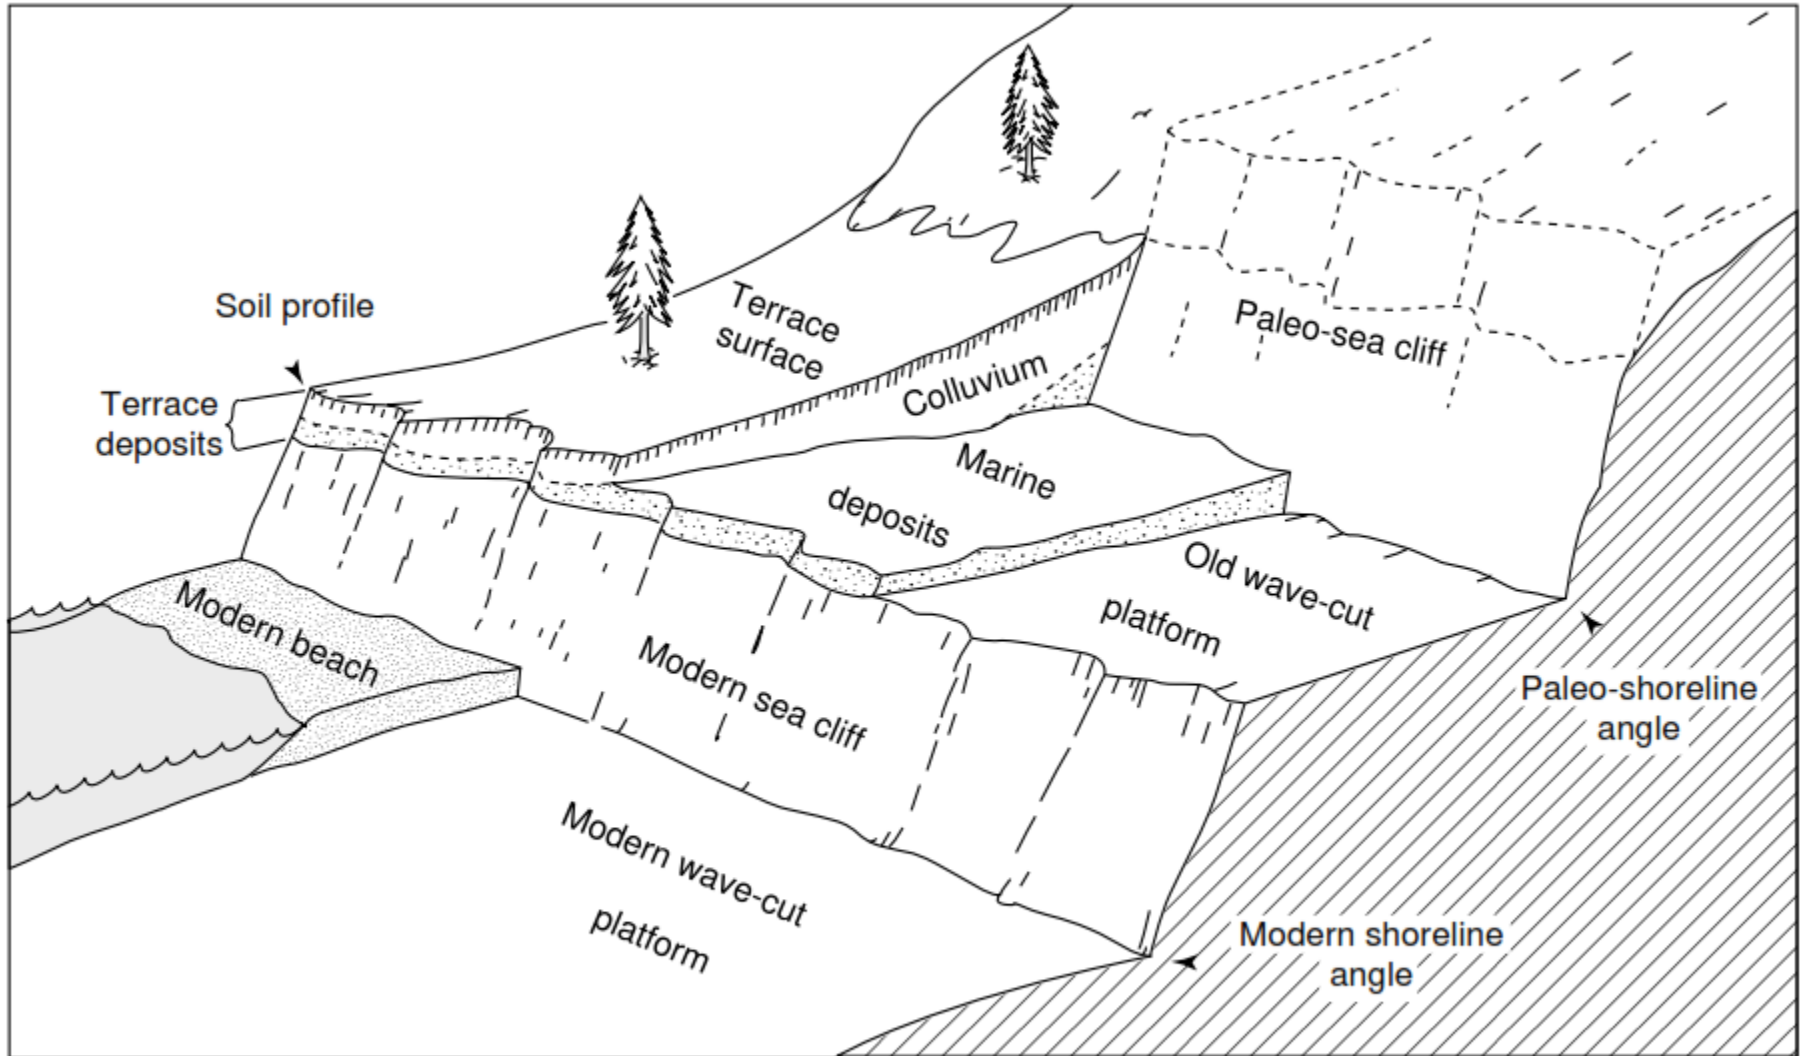 Soil profile
Terrace
deposits
Terrace
surface
Colluvium
Paleo-sea cliff
Marine
deposits
Old wave-cut
platform
Modern beach
Modern sea cliff
Paleo-shoreline
angle
Modern wave-cut
platform
Modern shoreline
angle